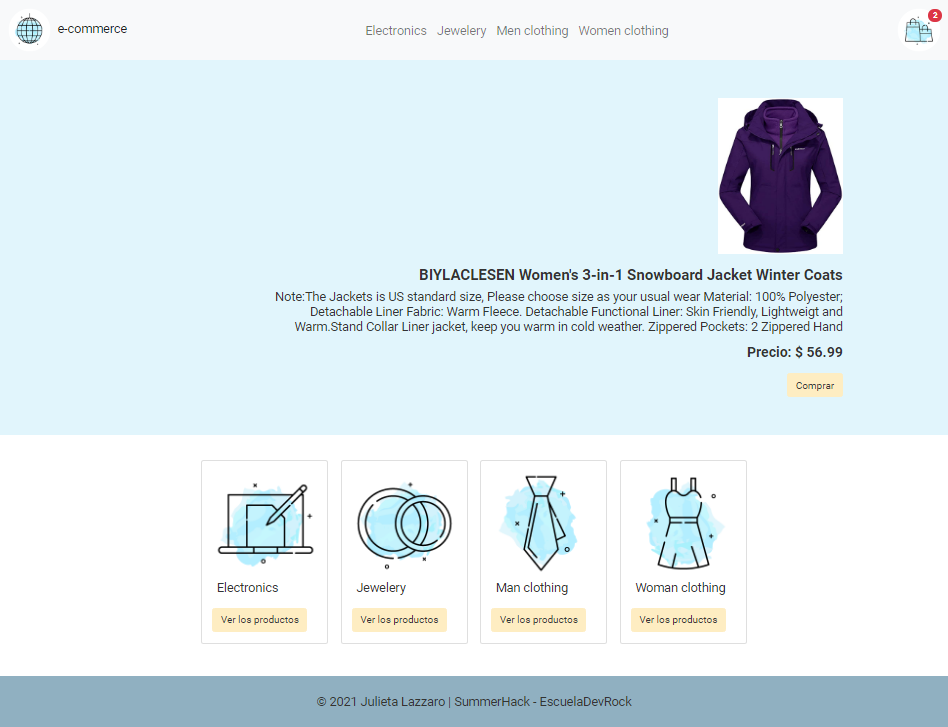 e-commerce
Electronics Jewelery Men clothing Women clothing
2
BIYLACLESEN Women's 3-in-1 Snowboard Jacket Winter Coats
Note:The Jackets is US standard size, Please choose size as your usual wear Material: 100% Polyester;
Detachable Liner Fabric: Warm Fleece. Detachable Functional Liner: Skin Friendly, Lightweigt and
Warm.Stand Collar Liner jacket, keep you warm in cold weather. Zippered Pockets: 2 Zippered Hand
Precio: $ 56.99
Comprar
Electronics
Ver los productos
Jewelery
Ver los productos
Man clothing
Ver los productos
Woman clothing
Ver los productos
© 2021 Julieta Lazzaro | SummerHack - EscuelaDevRock